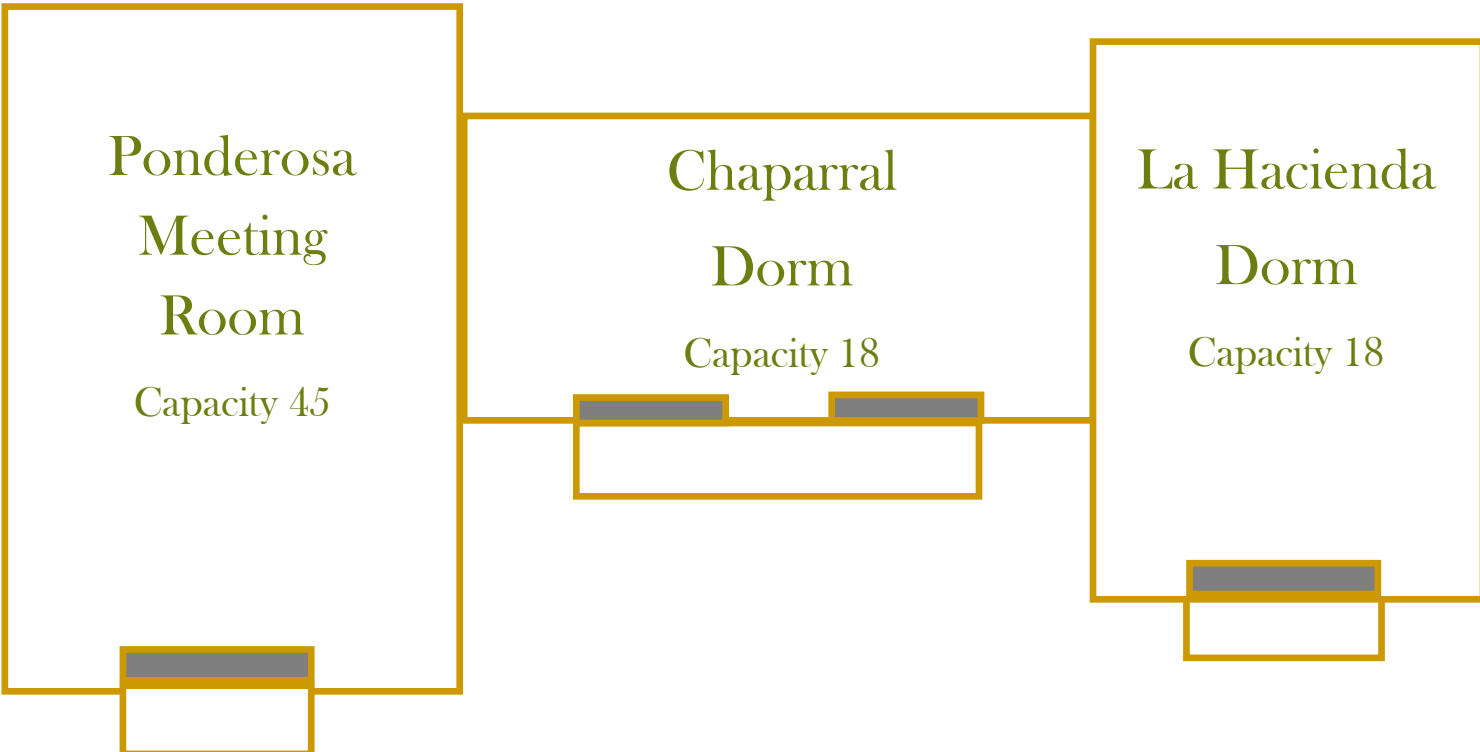 Ponderosa
Meeting
Room
Capacity 45
Chaparral
Dorm
Capacity 18
La Hacienda
Dorm
Capacity 18